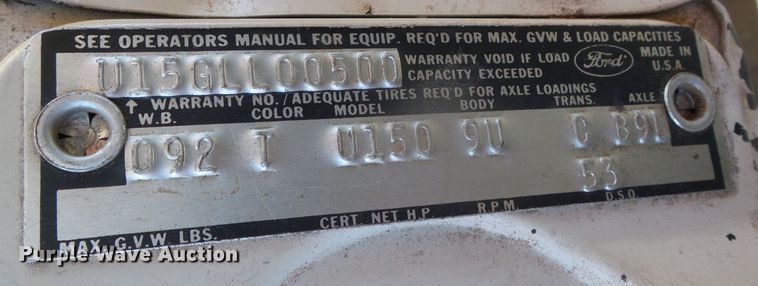 SEE OPERATORS MANUAL FOR EQUIP. REQ'D FOR MAX. GVW & LOAD CAPACITIES
U15GLL00500 WARRANTY VOID IF LOAD CAPACITY EXCEEDED Ford MADE IN U.S.A.
↑ WARRANTY NO./ADEQUATE TIRES REQ'D FOR AXLE LOADINGS
W.B. COLOR MODEL BODY TRANS. AXLE
092 T U150 9U C B91
53
MAX. G.V.W LBS. CERT NET H.P. R.P.M. D.S.O.
Purple Wave Auction